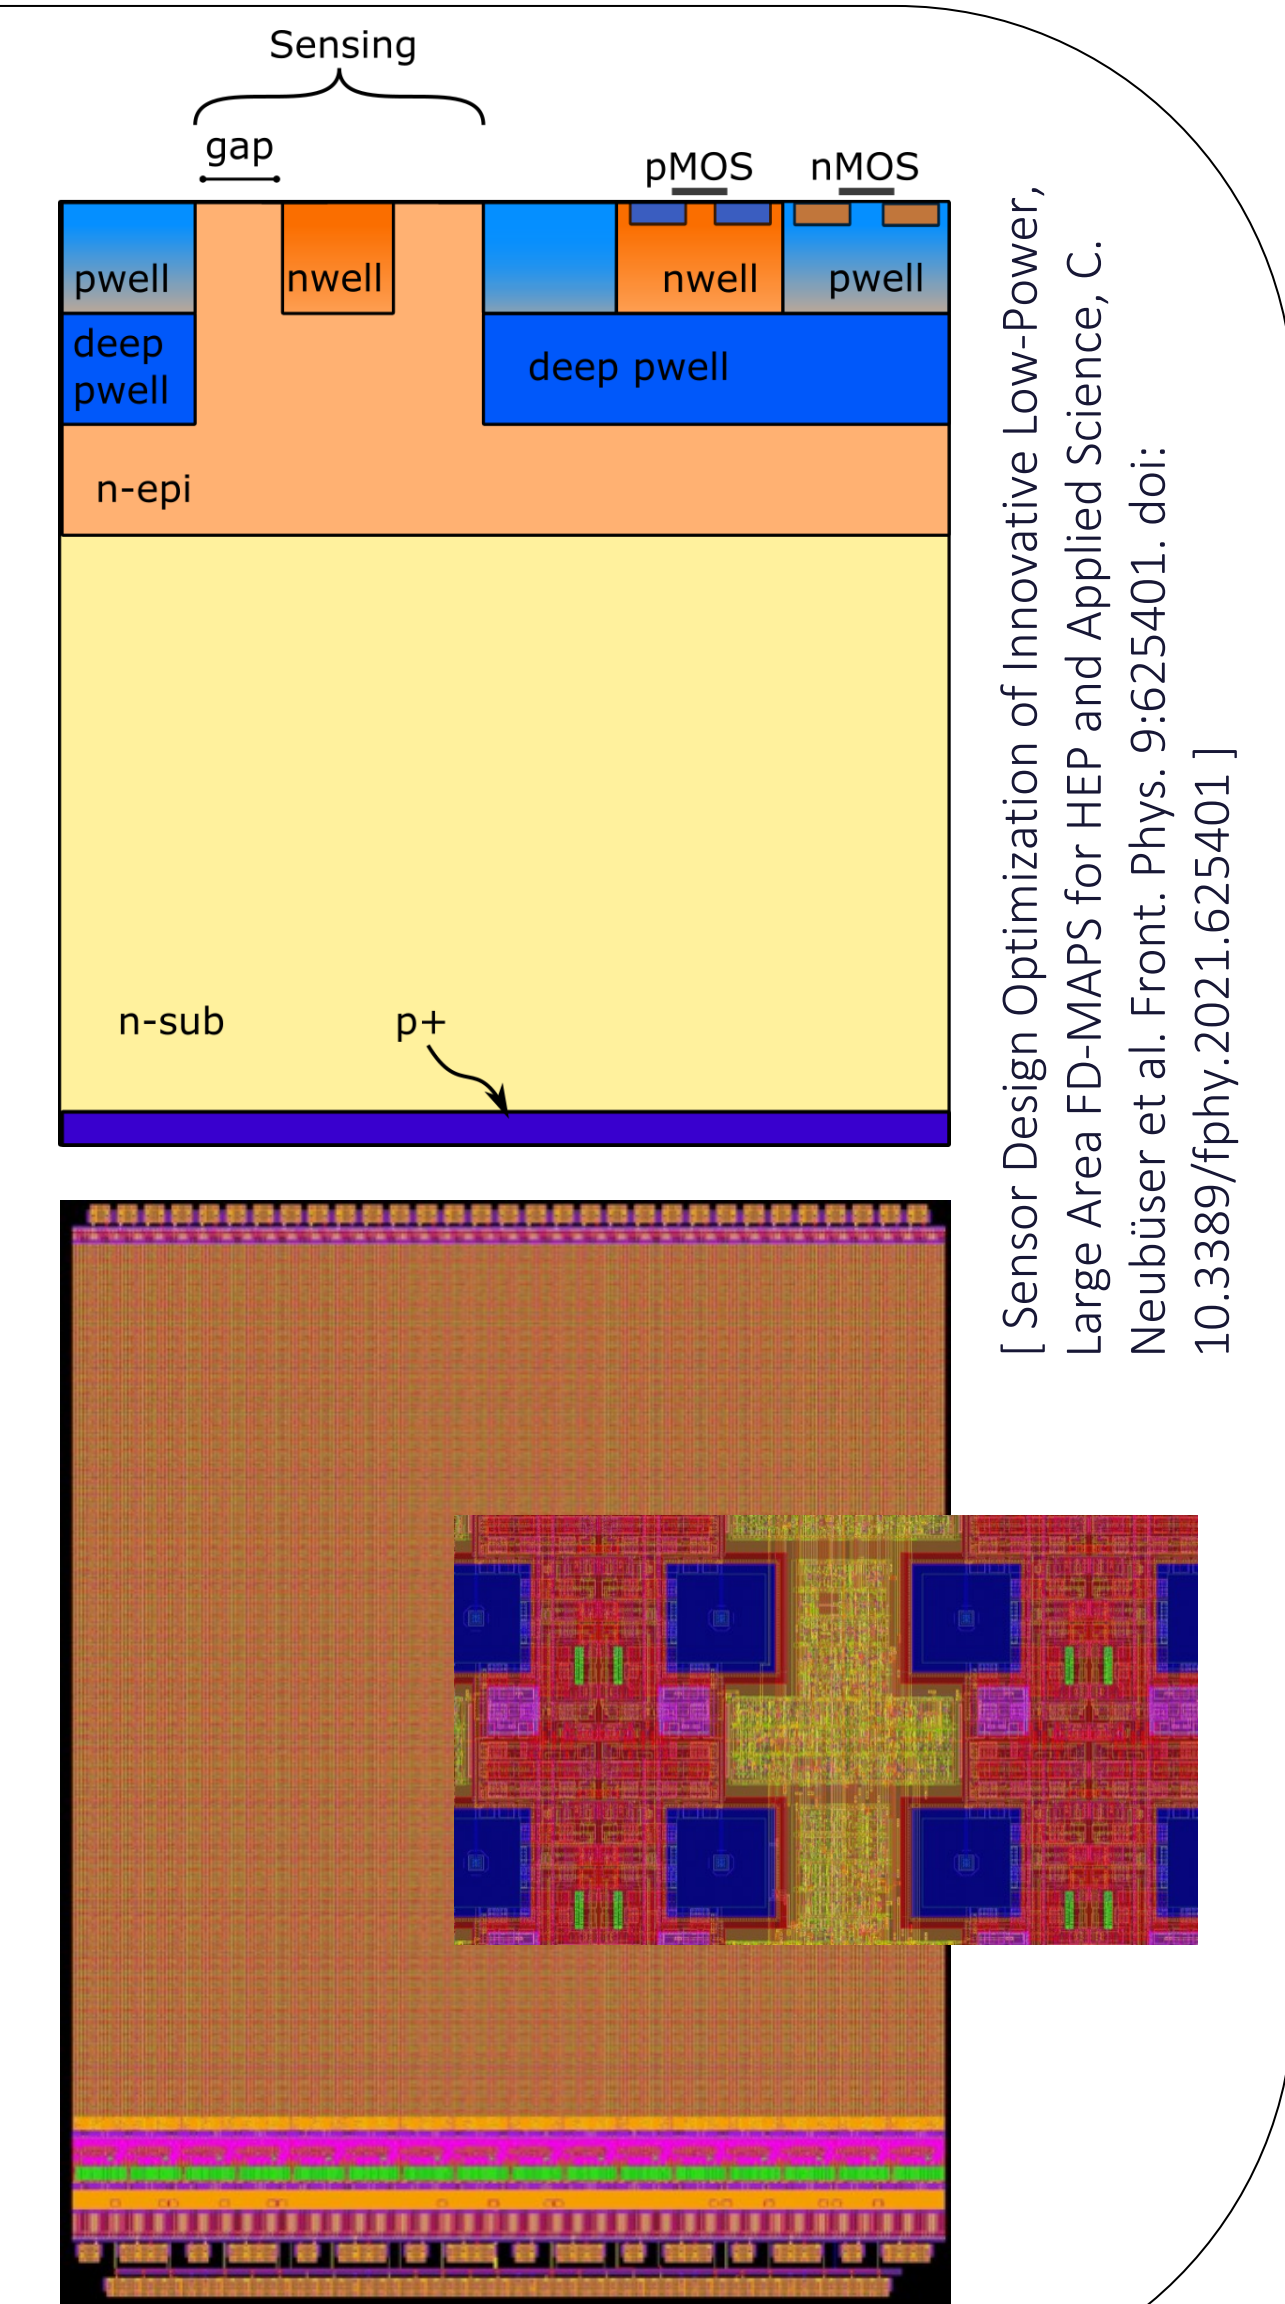 Sensing
gap
pMOS
nMOS
pwell
nwell
nwell
pwell
deep
pwell
deep pwell
n-epi
n-sub
p+
[ Sensor Design Optimization of Innovative Low-Power,
Large Area FD-MAPS for HEP and Applied Science, C.
Neubüser et al. Front. Phys. 9:625401. doi:
10.3389/fphy.2021.625401 ]